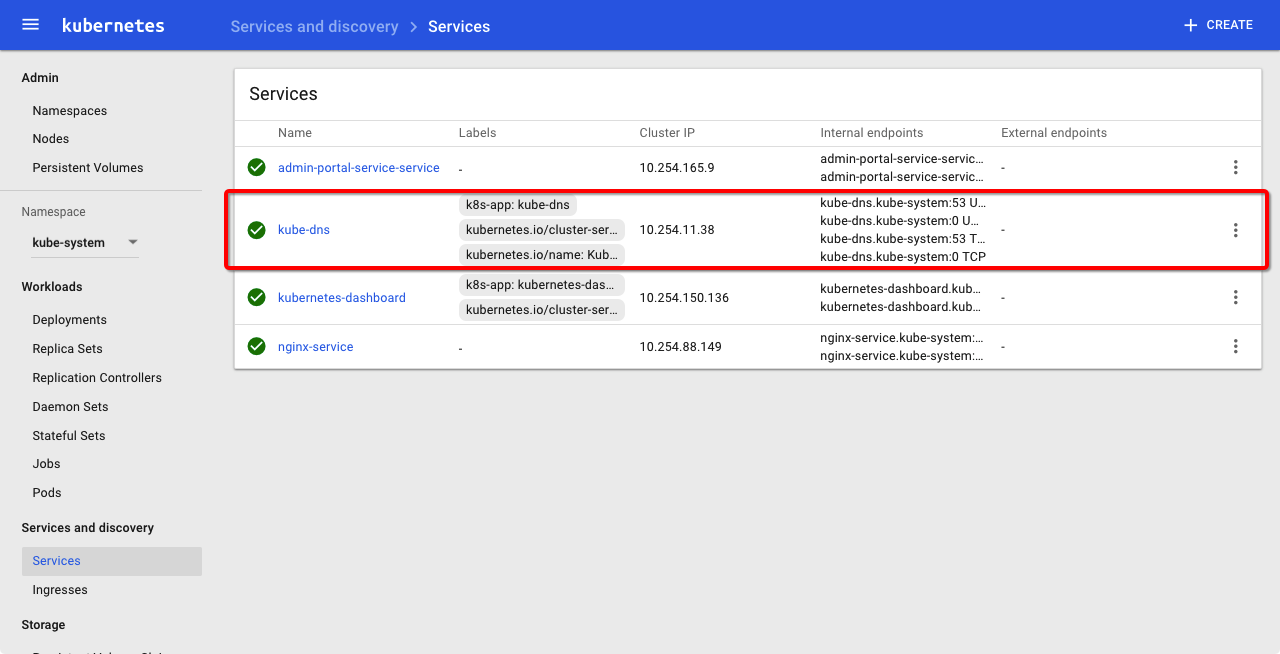 kubernetes
Services and discovery > Services
+ CREATE
Admin
Namespaces
Nodes
Persistent Volumes
Namespace
kube-system
Workloads
Deployments
Replica Sets
Replication Controllers
Daemon Sets
Stateful Sets
Jobs
Pods
Services and discovery
Services
Ingresses
Storage
Services
Name Labels Cluster IP Internal endpoints External endpoints
admin-portal-service-service - 10.254.165.9 admin-portal-service-servic... -
admin-portal-service-servic...
kube-dns k8s-app: kube-dns 10.254.11.38 kube-dns.kube-system:53 U... -
kubernetes.io/cluster-ser... kube-dns.kube-system:0 U...
kubernetes.io/name: Kub... kube-dns.kube-system:53 T...
kube-dns.kube-system:0 TCP
kubernetes-dashboard k8s-app: kubernetes-das... 10.254.150.136 kubernetes-dashboard.kub... -
kubernetes.io/cluster-ser... kubernetes-dashboard.kub...
nginx-service - 10.254.88.149 nginx-service.kube-system:... -
nginx-service.kube-system:...